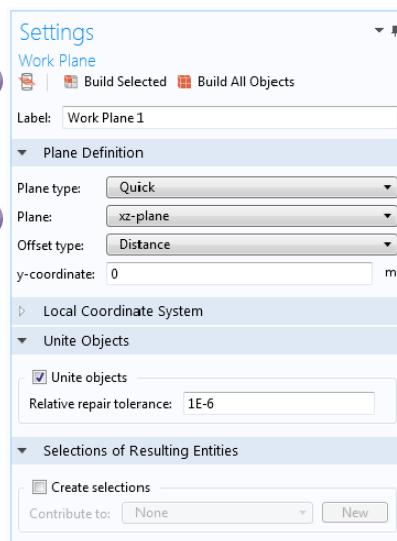 Settings
Work Plane
Build Selected Build All Objects
Label: Work Plane 1
Plane Definition
Plane type: Quick
Plane: xz-plane
Offset type: Distance
y-coordinate: 0 m
Local Coordinate System
Unite Objects
Unite objects
Relative repair tolerance: 1E-6
Selections of Resulting Entities
Create selections
Contribute to: None New